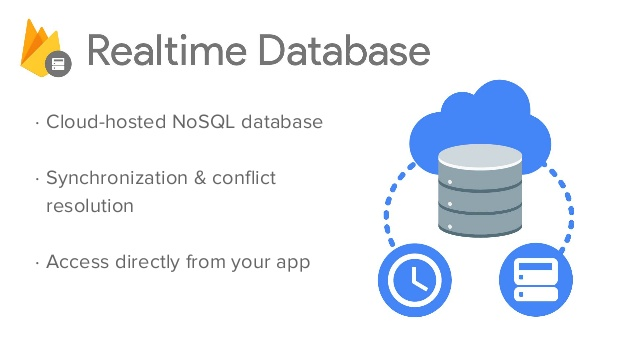 Realtime Database
· Cloud-hosted NoSQL database
· Synchronization & conflict
resolution
· Access directly from your app